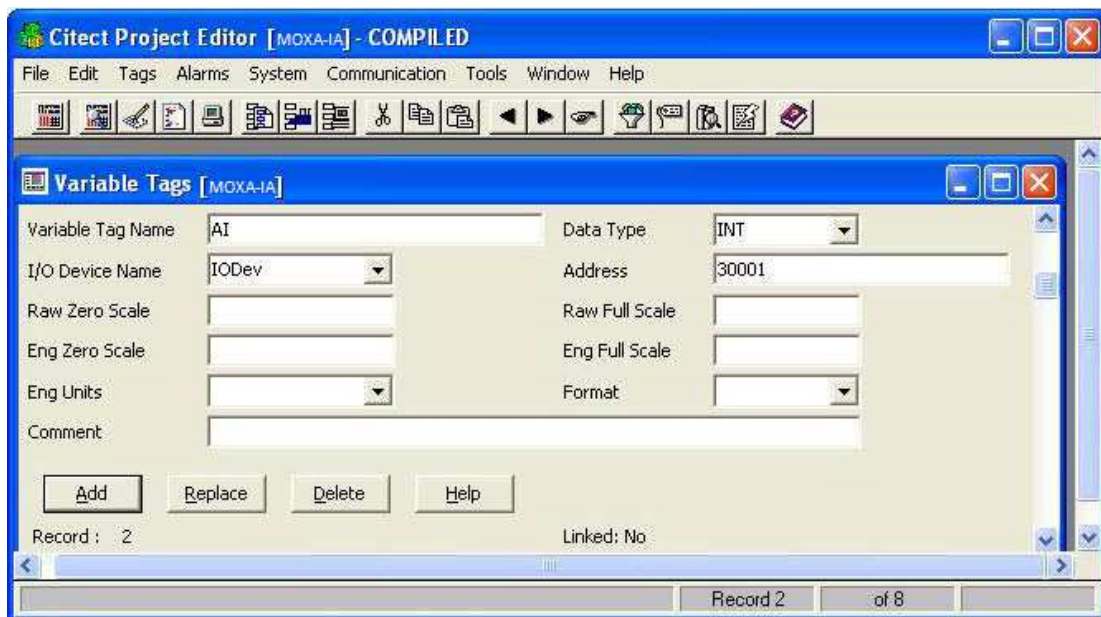 Citect Project Editor [MOXA-IA] - COMPILED
File Edit Tags Alarms System Communication Tools Window Help
Variable Tags [MOXA-IA]
Variable Tag Name AI Data Type INT
I/O Device Name IODev Address 30001
Raw Zero Scale Raw Full Scale
Eng Zero Scale Eng Full Scale
Eng Units Format
Comment
Add Replace Delete Help
Record : 2 Linked: No
Record 2 of 8